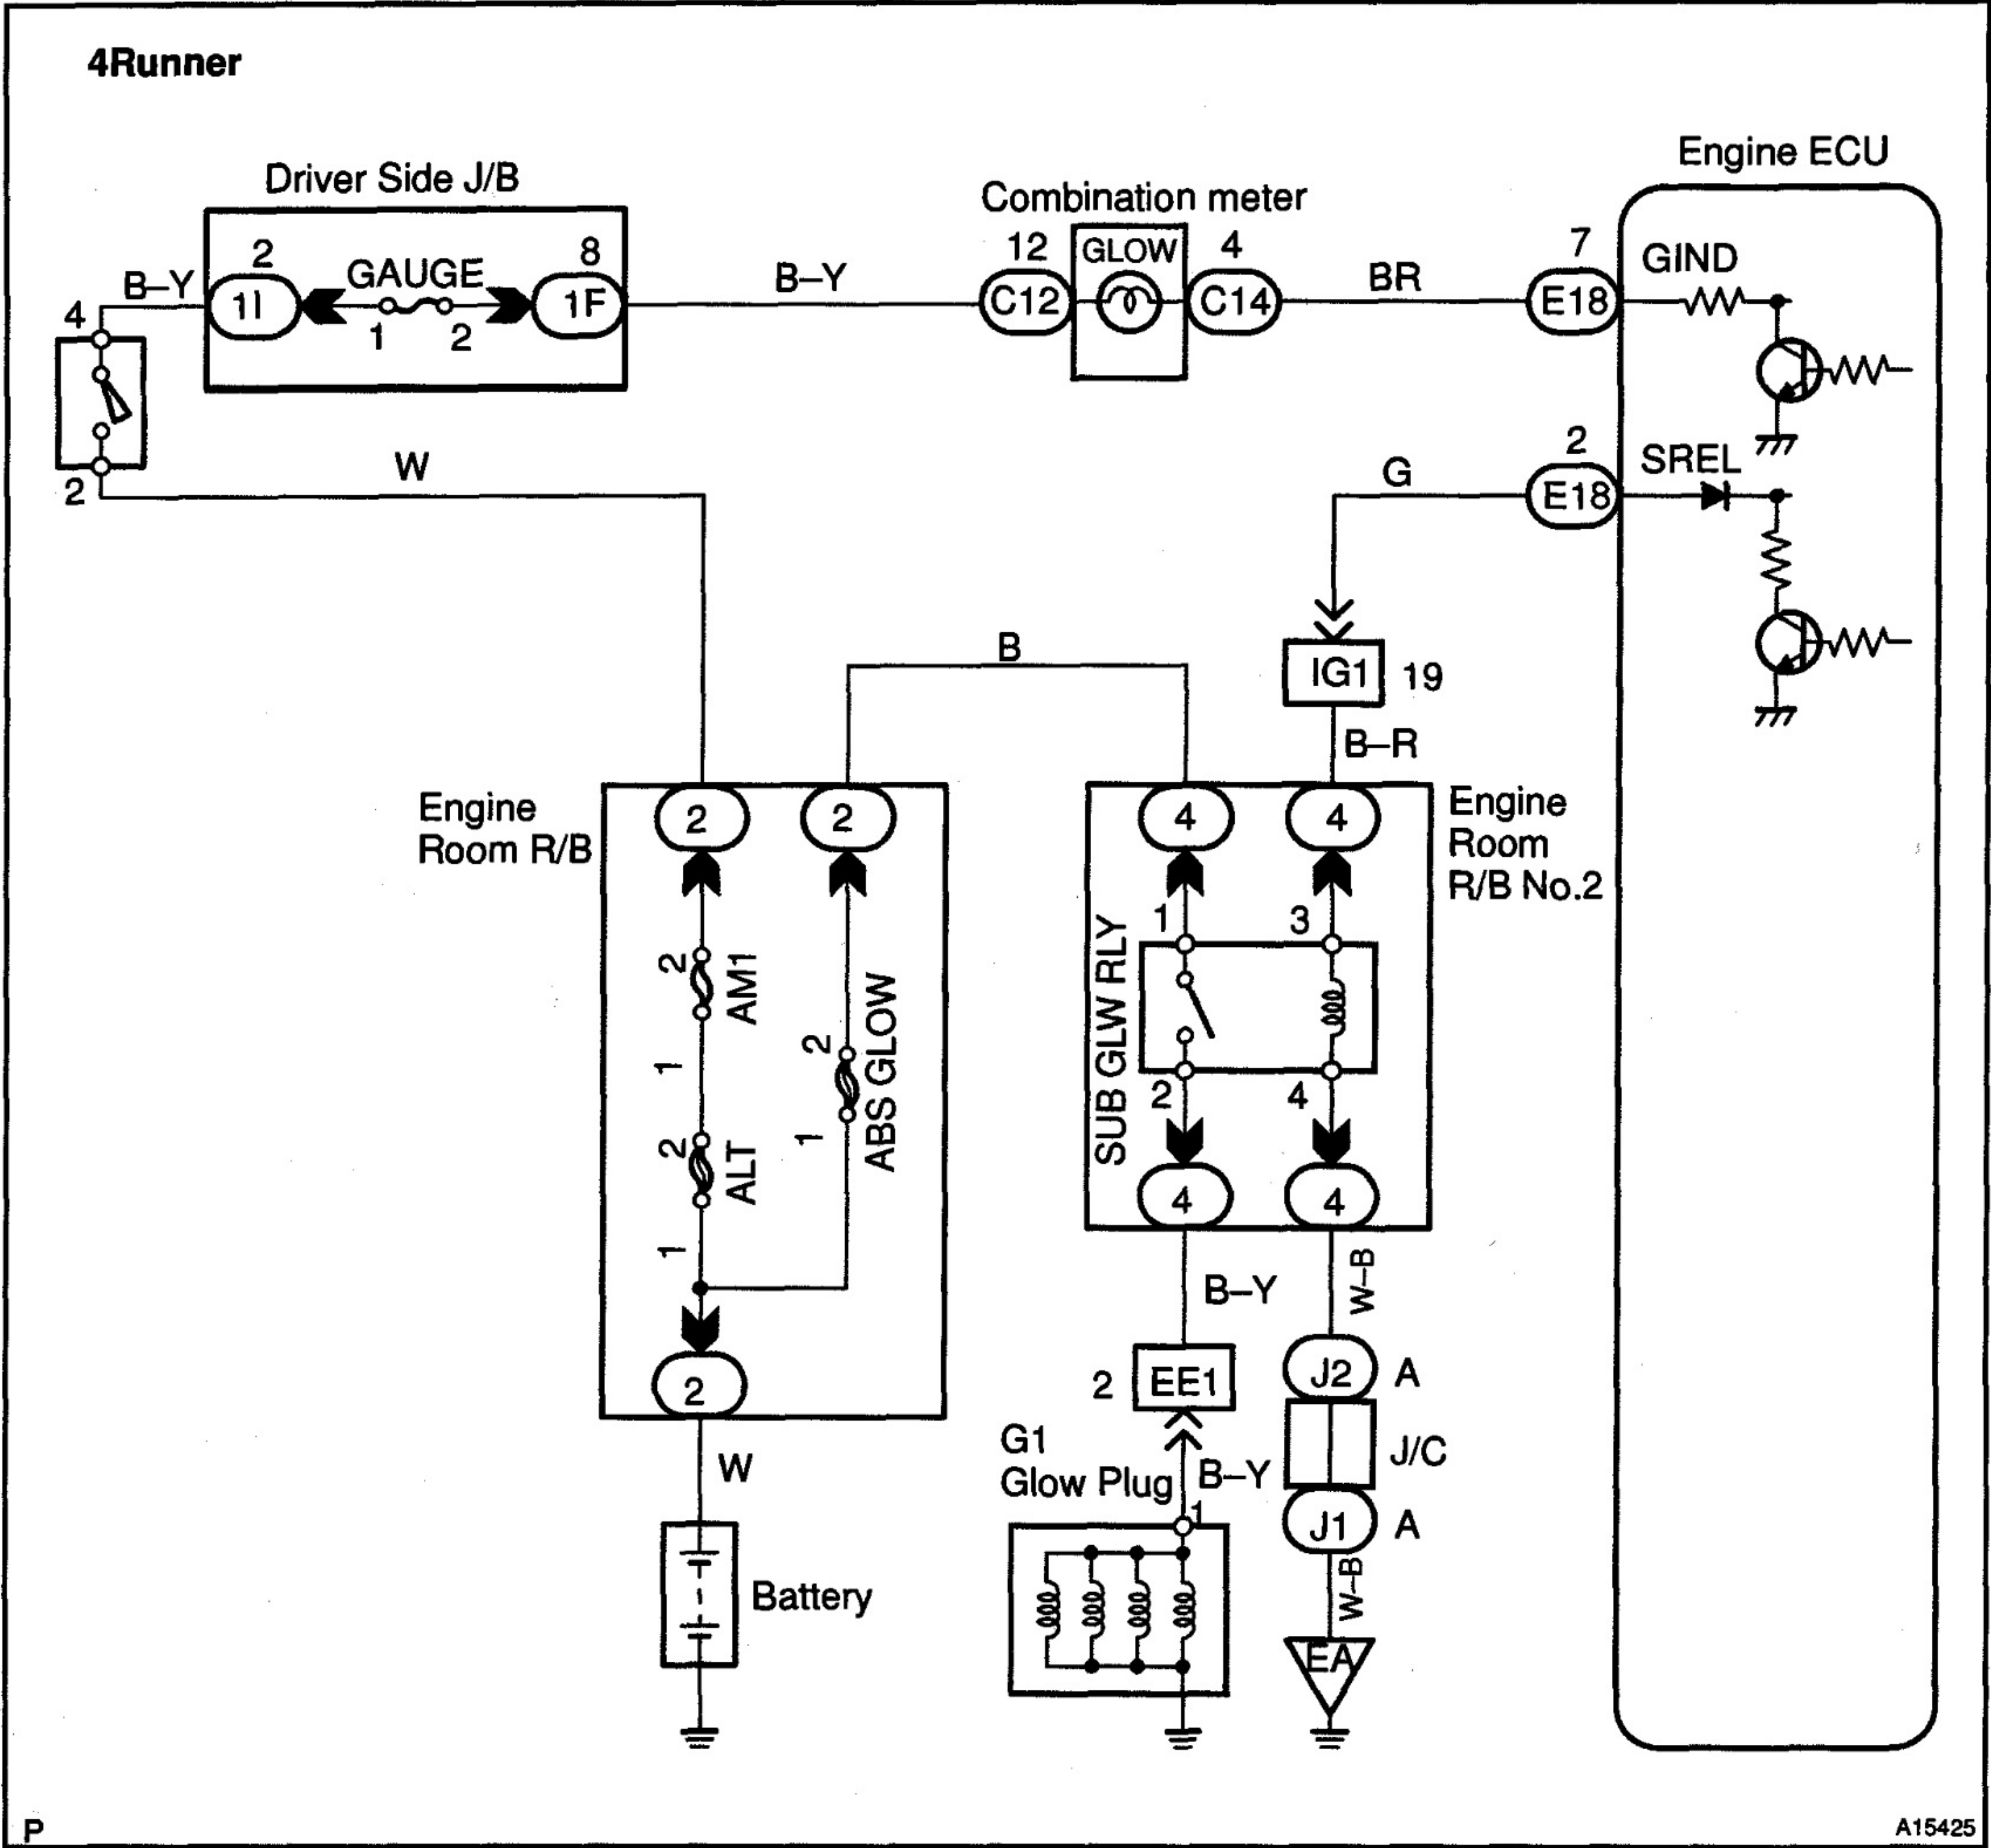 4Runner
Engine ECU
Driver Side J/B
Combination meter
2
8
12
GLOW
4
7
GIND
B–Y
1I
GAUGE
1F
B–Y
C12
C14
BR
E18
4
1
2
2
W
2
SREL
G
E18
B
IG1
19
B–R
Engine
Room R/B
2
2
4
4
Engine
Room
R/B No.2
1
3
2
AM1
1
2
ALT
1
2
ABS GLOW
1
SUB GLW RLY
2
4
4
4
B–Y
W–B
2
2
EE1
J2
A
G1
Glow Plug
B–Y
J/C
W
1
J1
A
Battery
W–B
EA
P
A15425